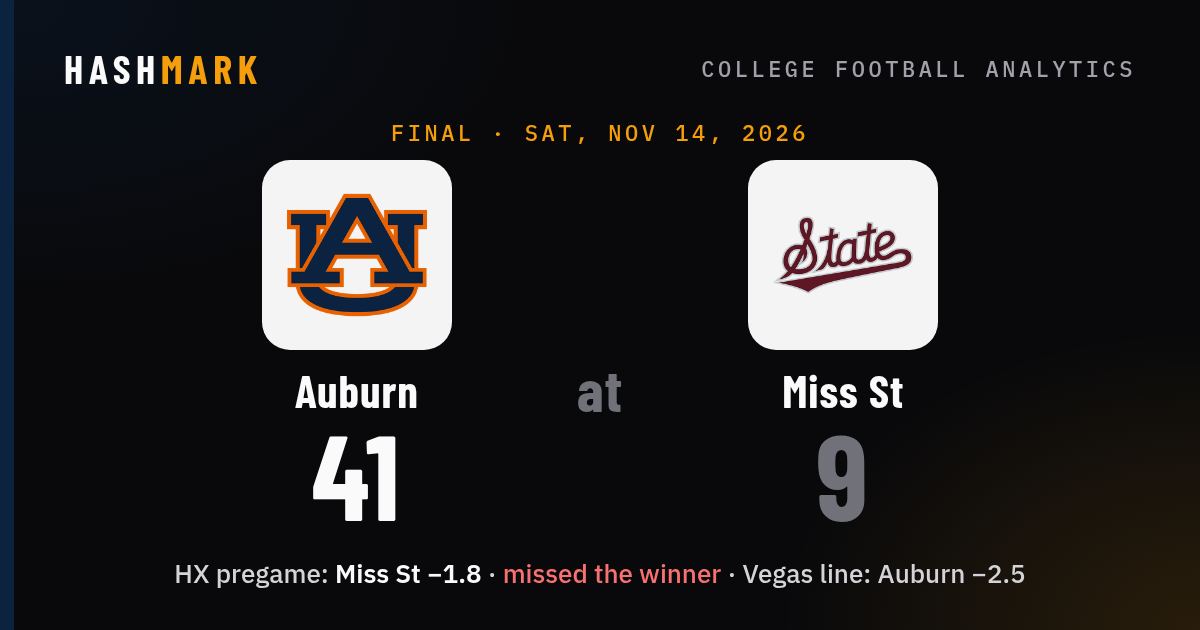 HASHMARK
COLLEGE FOOTBALL ANALYTICS
FINAL · SAT, NOV 14, 2026
AU
State
Auburn
at
Miss St
41
9
HX pregame: Miss St −1.8 · missed the winner · Vegas line: Auburn −2.5